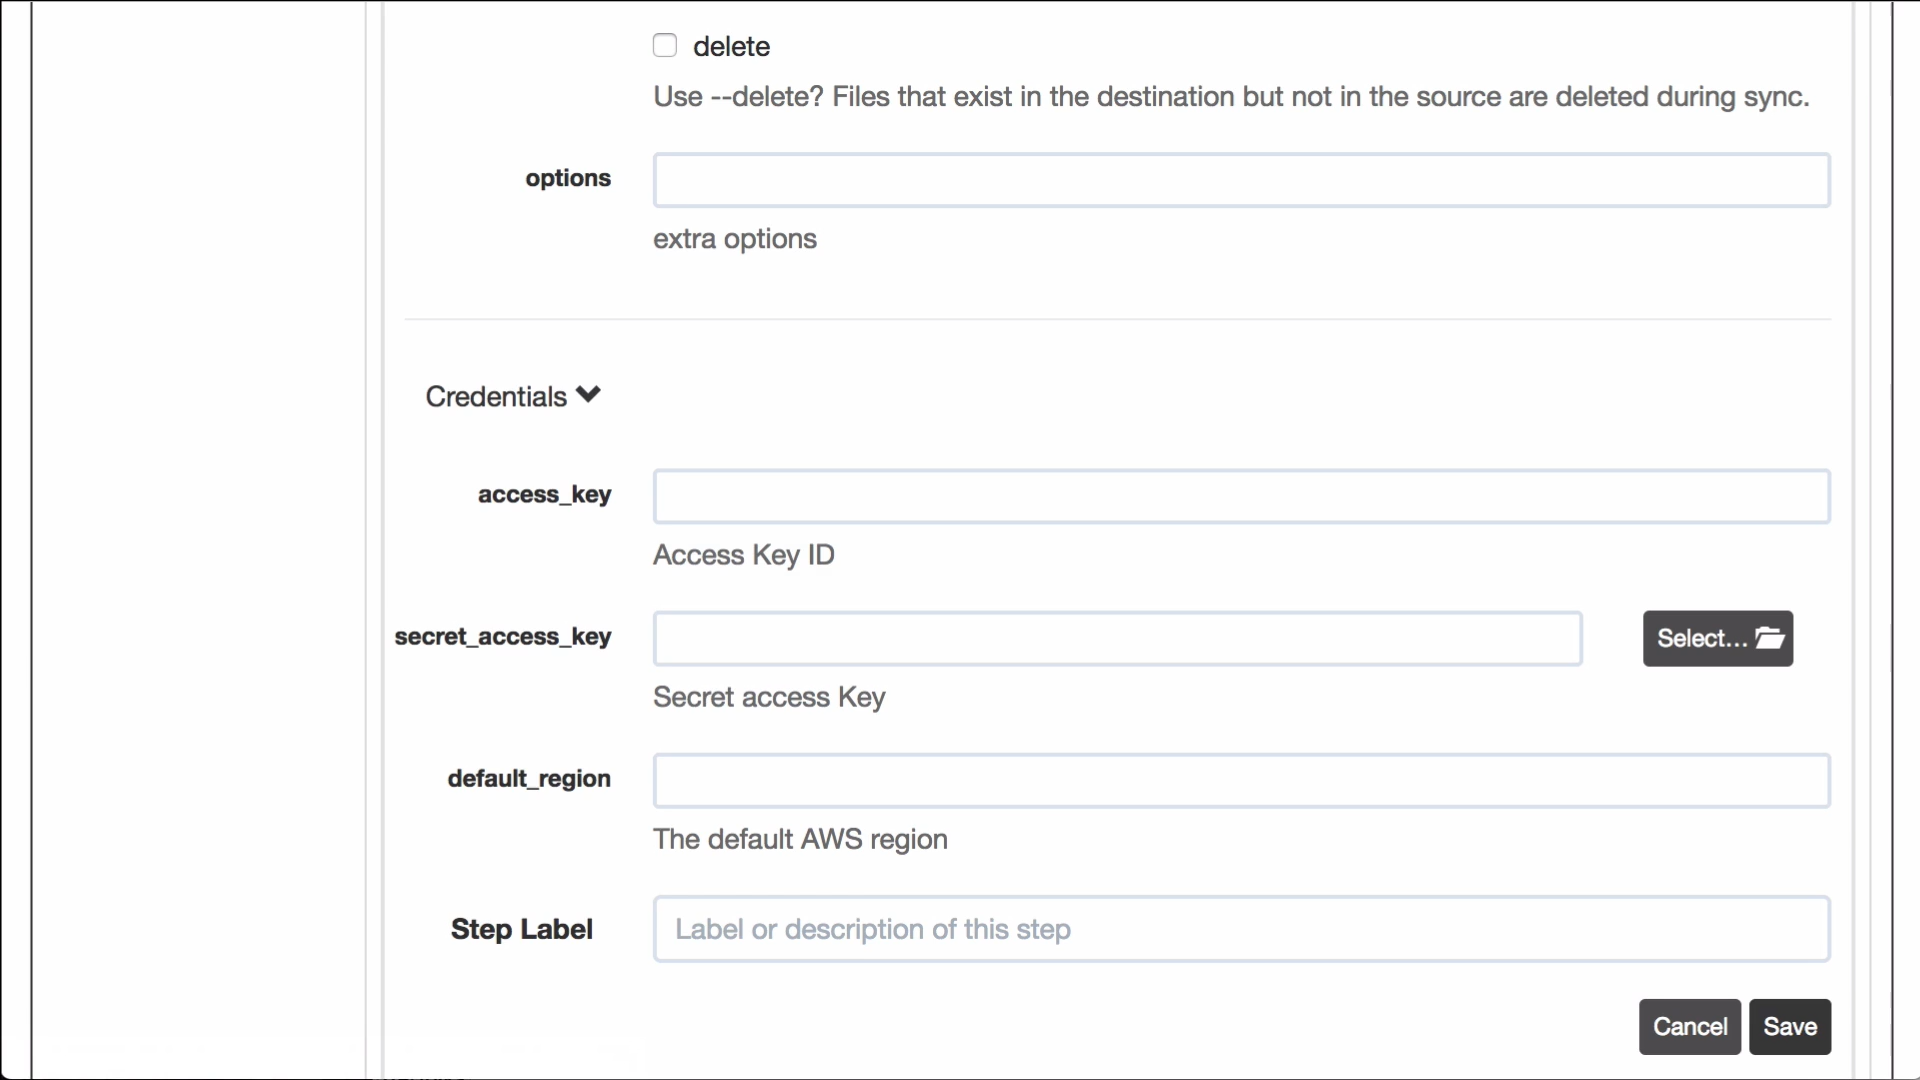 delete
Use --delete? Files that exist in the destination but not in the source are deleted during sync.
options
extra options
Credentials
access_key
Access Key ID
secret_access_key
Select...
Secret access Key
default_region
The default AWS region
Step Label
Label or description of this step
Cancel Save